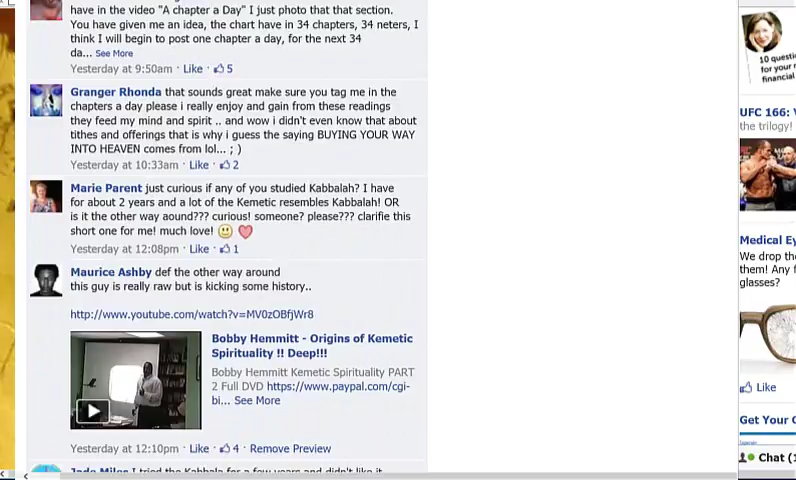 have in the video "A chapter a Day" I just photo that that section.
You have given me an idea, the chart have in 34 chapters, 34 neters, I
think I will begin to post one chapter a day, for the next 34
da... See More
Yesterday at 9:50am · Like · 5
Granger Rhonda that sounds great make sure you tag me in the
chapters a day please i really enjoy and gain from these readings
they feed my mind and spirit .. and wow i didn't even know that about
tithes and offerings that is why i guess the saying BUYING YOUR WAY
INTO HEAVEN comes from lol... ; )
Yesterday at 10:33am · Like · 2
Marie Parent just curious if any of you studied Kabbalah? I have
for about 2 years and a lot of the Kemetic resembles Kabbalah! OR
is it the other way aound??? curious! someone? please??? clarifie this
short one for me! much love!
Yesterday at 12:08pm · Like · 1
Maurice Ashby def the other way around
this guy is really raw but is kicking some history..
http://www.youtube.com/watch?v=MV0zOBfjWr8
Bobby Hemmitt - Origins of Kemetic
Spirituality !! Deep!!!
Bobby Hemmitt Kemetic Spirituality PART
2 Full DVD https://www.paypal.com/cgi-
bi... See More
Yesterday at 12:10pm · Like · 4 · Remove Preview
Jade Miles I tried the Kabbala for a few years and didn't like it
10 questi
for your
financial
UFC 166:
the trilogy!
Medical Ey
We drop the
them! Any f
glasses?
Like
Get Your
Chat (1